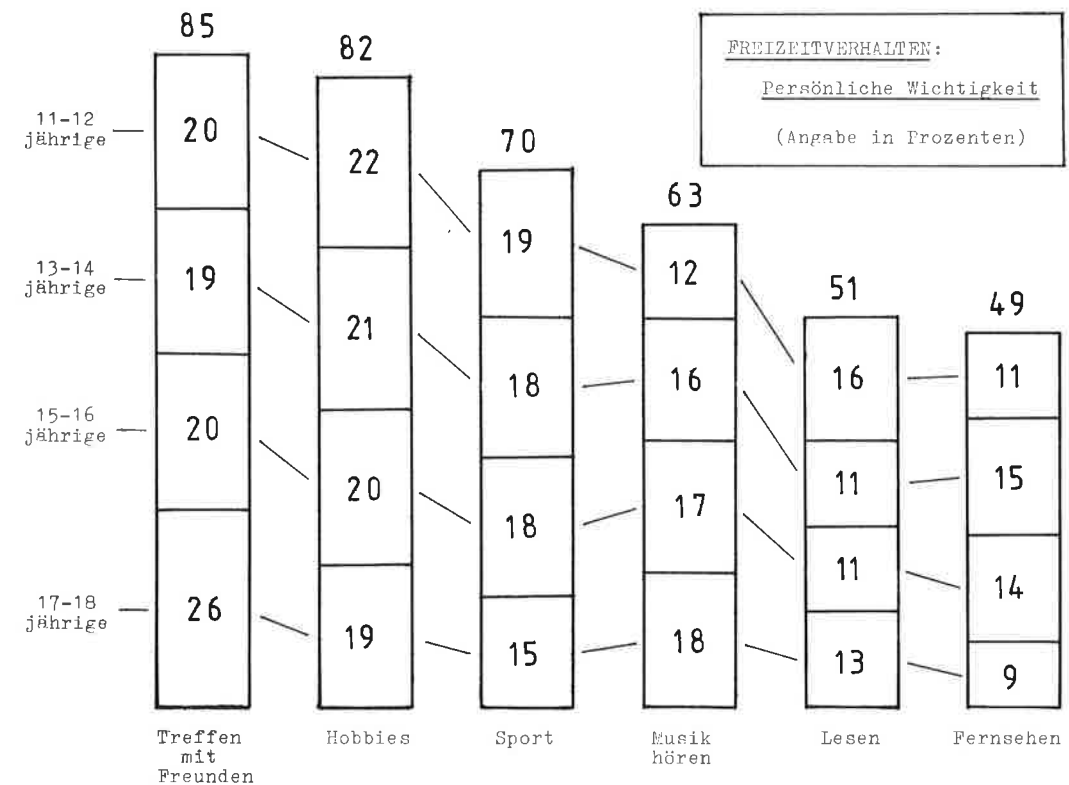 FREIZEITVERHALTEN:
Persönliche Wichtigkeit
(Angabe in Prozenten)
85
82
70
63
51
49
11-12
jährige
20
22
19
12
16
11
13-14
jährige
19
21
18
16
11
15
15-16
jährige
20
20
18
17
11
14
17-18
jährige
26
19
15
18
13
9
Treffen
mit
Freunden
Hobbies
Sport
Musik
hören
Lesen
Fernsehen